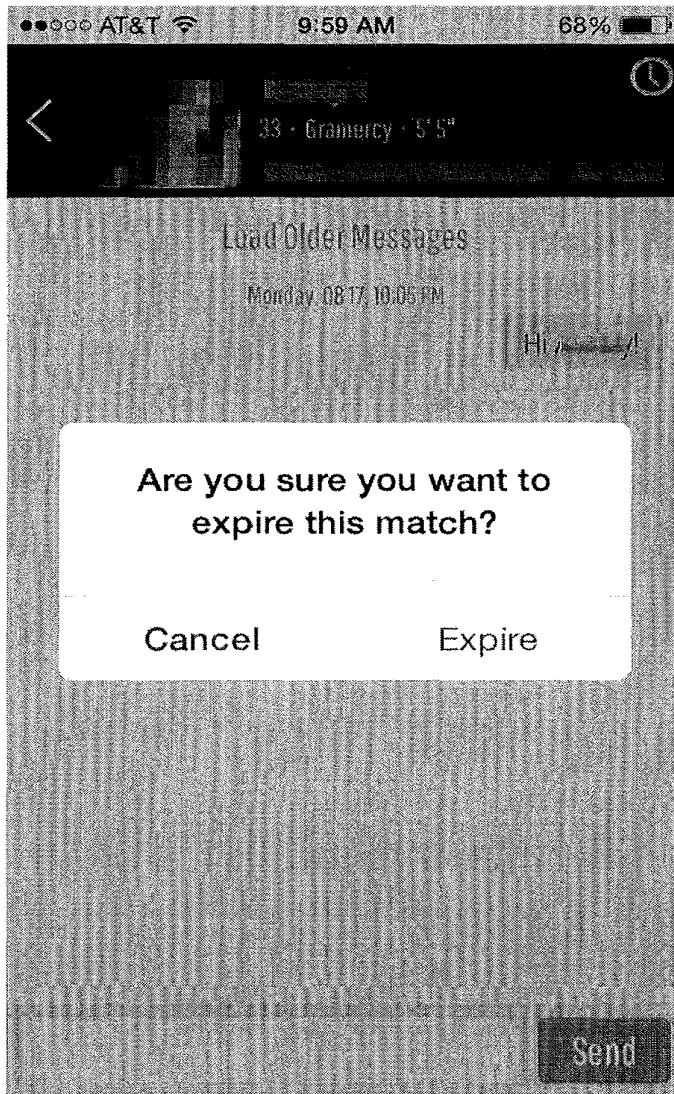 AT&T 9:59 AM 68%
33 · Gramercy · 5'5"
Load Older Messages
Monday, 08 17, 10:05 PM
Hi
Are you sure you want to
expire this match?
Cancel Expire
Send